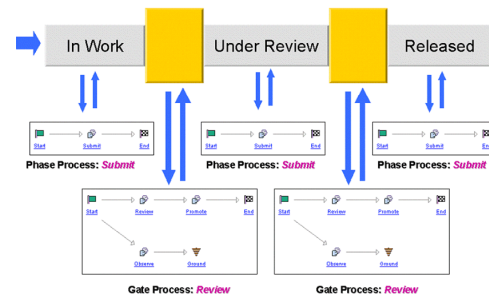 In Work
Under Review
Released
Start
Submit
End
Start
Submit
End
Start
Submit
End
Phase Process: Submit
Phase Process: Submit
Phase Process: Submit
Start
Review
Promote
End
Observe
Ground
Start
Review
Promote
End
Observe
Ground
Gate Process: Review
Gate Process: Review